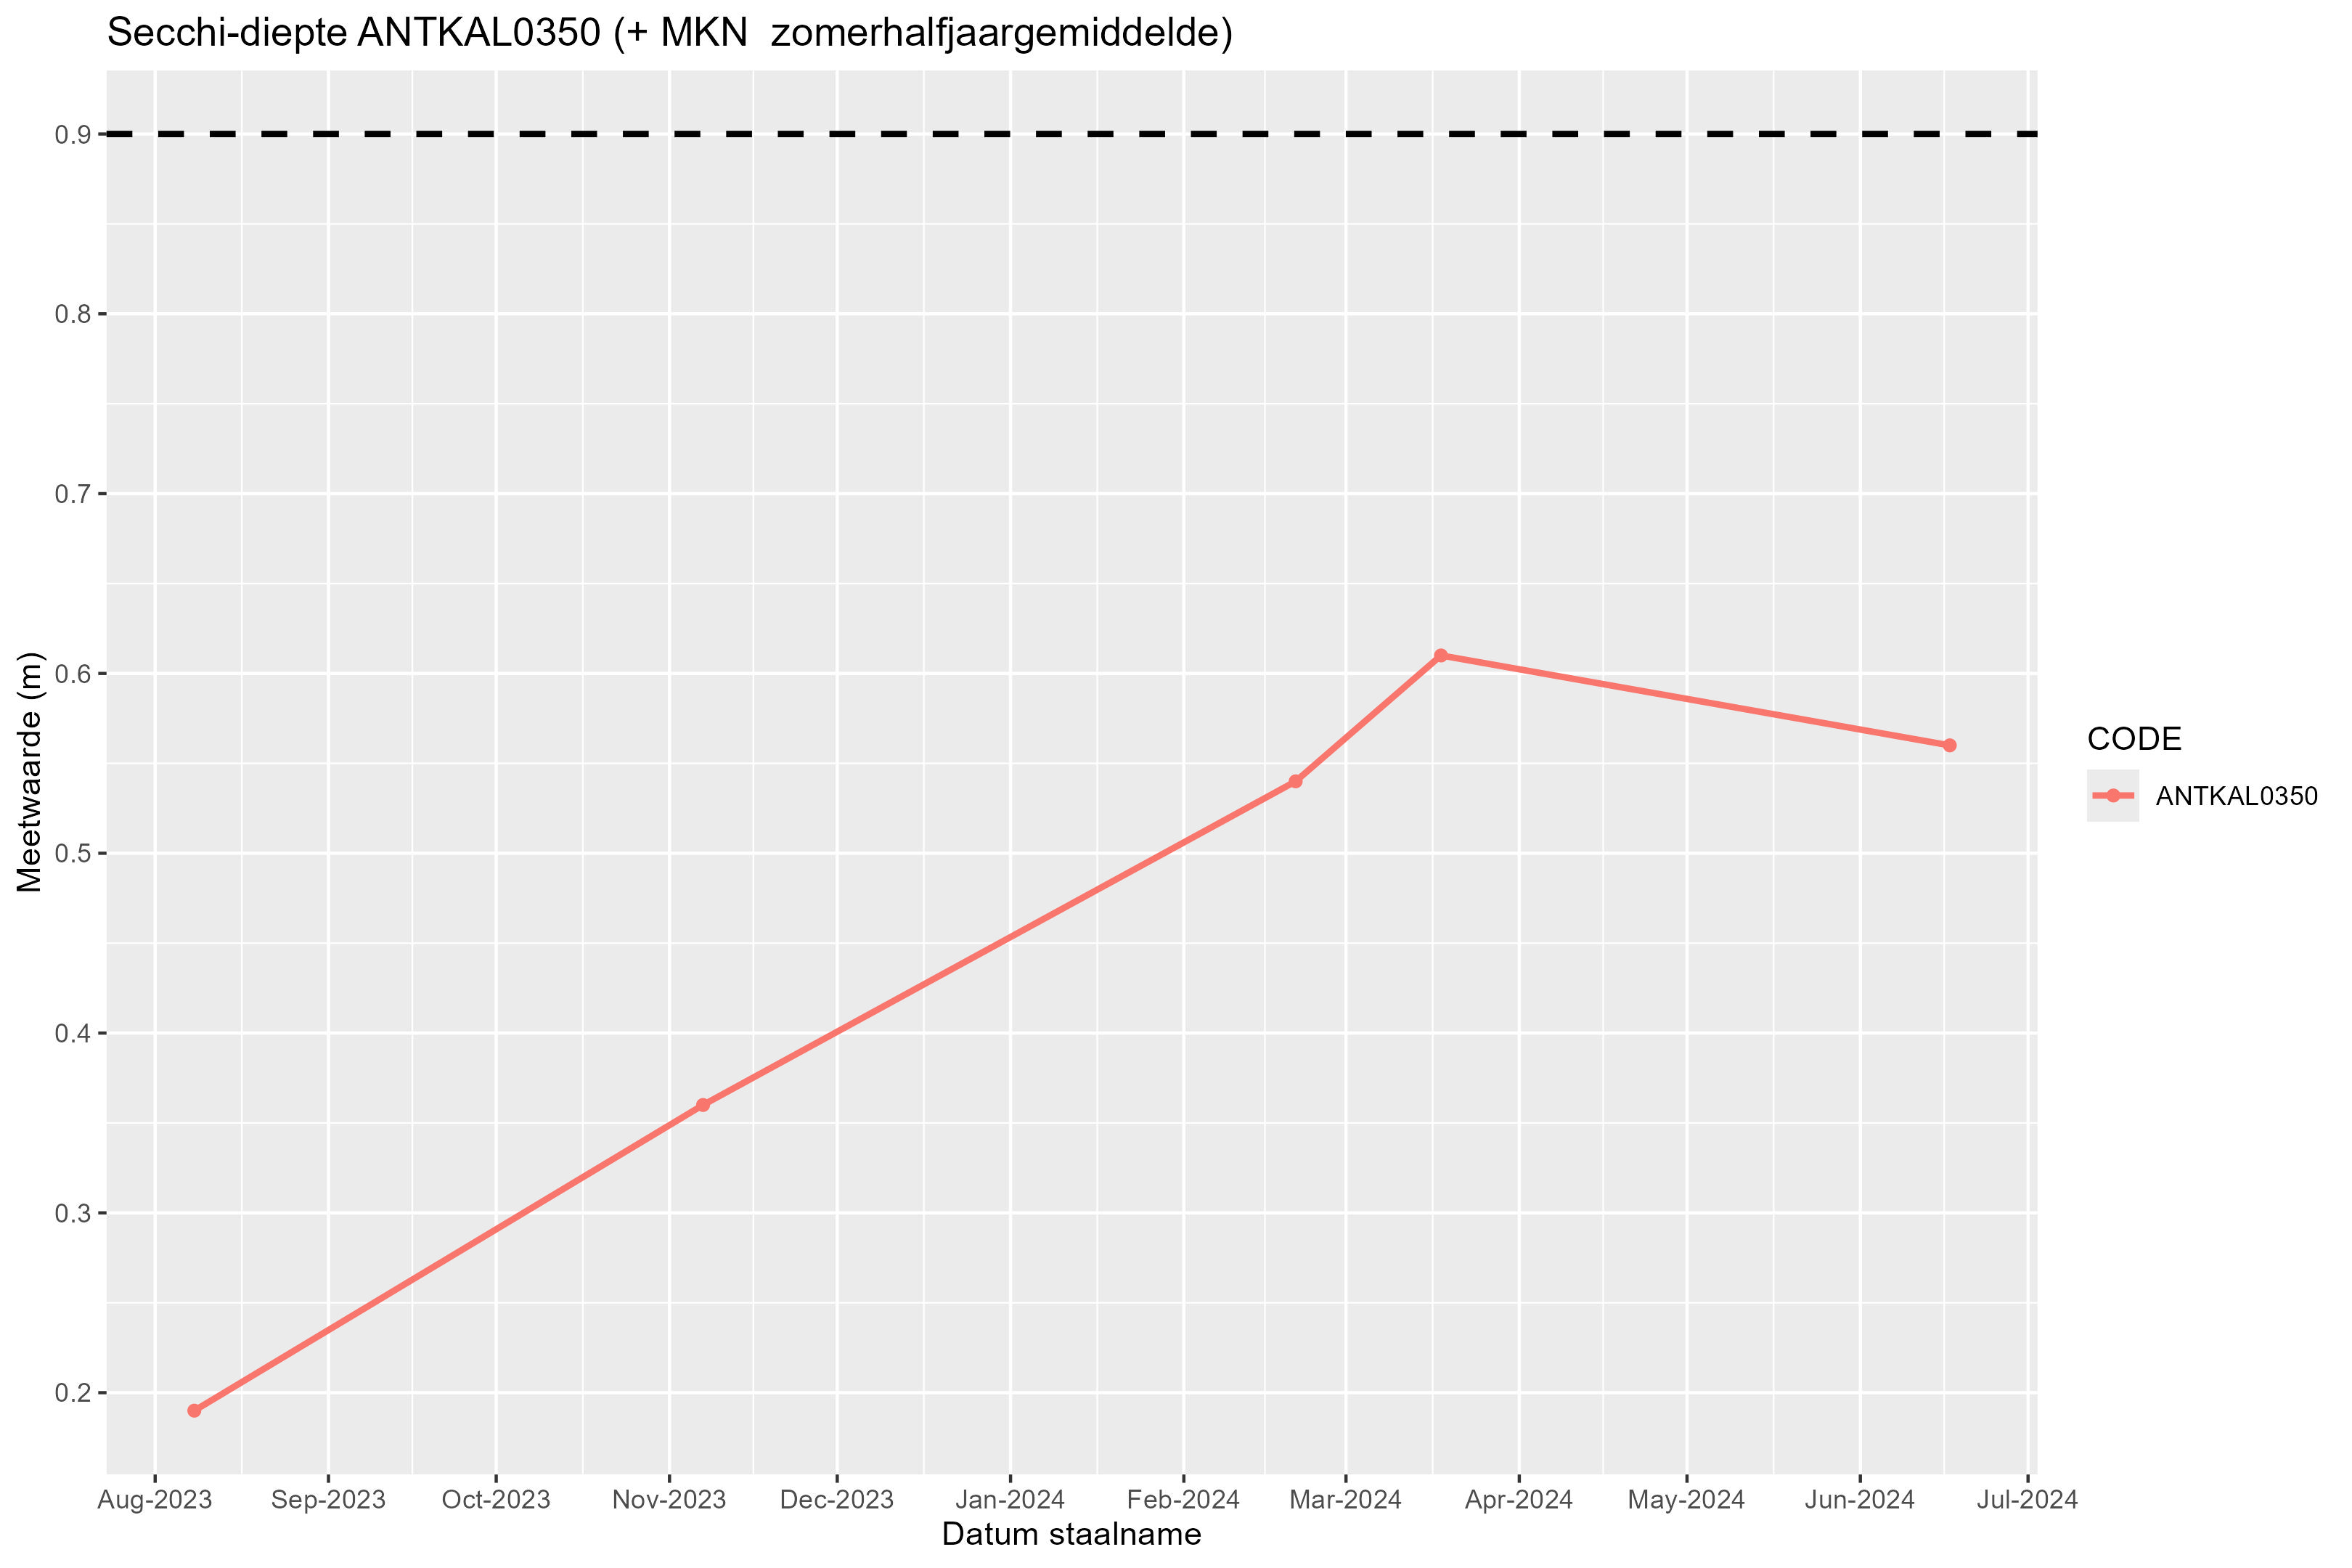 Secchi-diepte ANTKAL0350 (+ MKN  zomerhalfjaargemiddelde)
Meetwaarde (m)
0.9
0.8
0.7
0.6
0.5
0.4
0.3
0.2
Aug-2023 Sep-2023 Oct-2023 Nov-2023 Dec-2023 Jan-2024 Feb-2024 Mar-2024 Apr-2024 May-2024 Jun-2024 Jul-2024
Datum staalname
CODE
ANTKAL0350